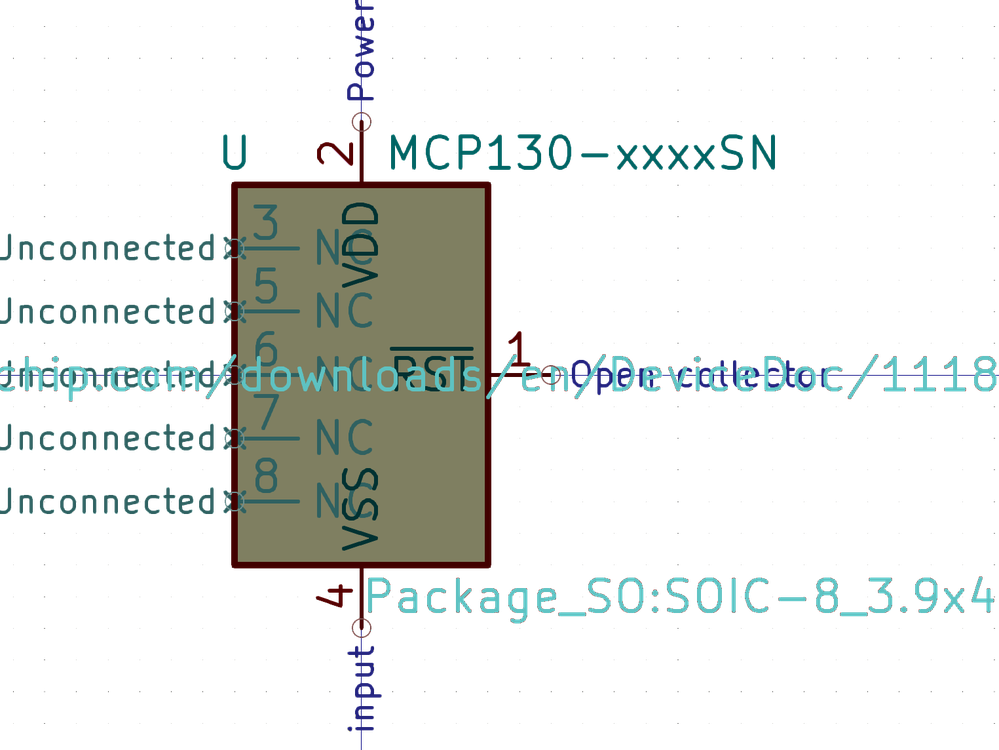 Power
U
2
MCP130-xxxxSN
VDD
Unconnected 3 NC
Unconnected 5 NC
Unconnected 6 NC
RST
1
Open collector
chip.com/downloads/en/DeviceDoc/1118
Unconnected 7 NC
Unconnected 8 NC
VSS
4
Package_SO:SOIC-8_3.9x4
input